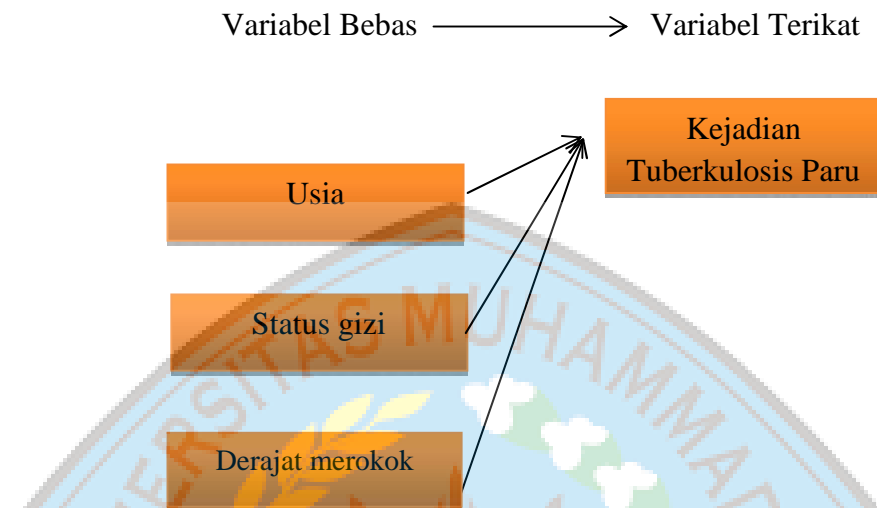 Variabel Bebas Variabel Terikat
Kejadian
Tuberkulosis Paru
Usia
Status gizi
Derajat merokok